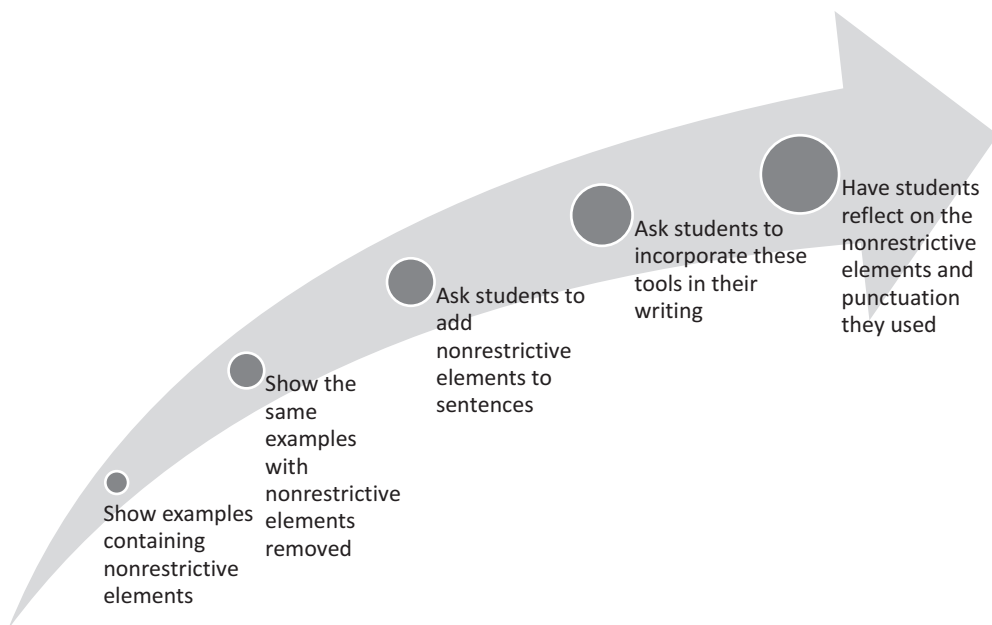 Show examples
containing
nonrestrictive
elements
Show the
same
examples
with
nonrestrictive
elements
removed
Ask students to
add
nonrestrictive
elements to
sentences
Ask students to
incorporate these
tools in their
writing
Have students
reflect on the
nonrestrictive
elements and
punctuation
they used